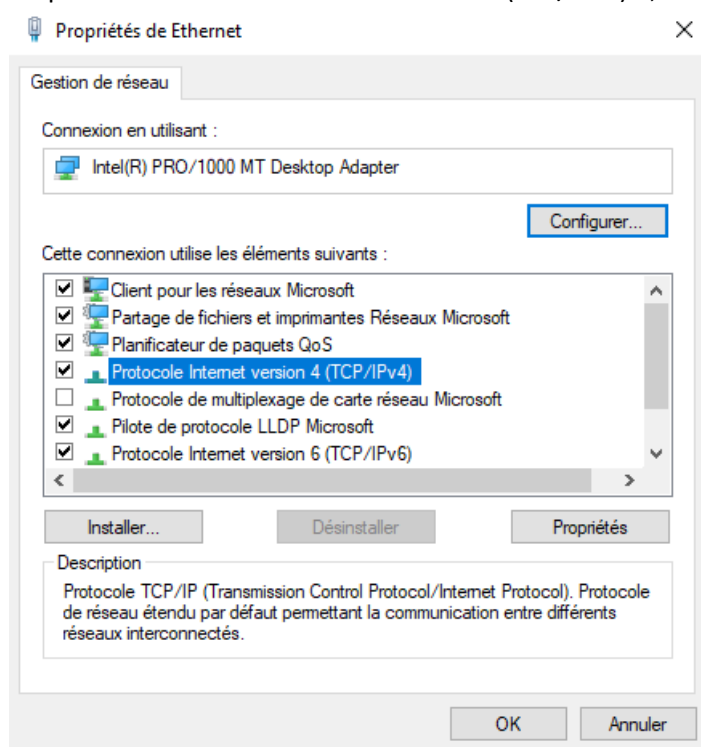 Propriétés de Ethernet
Gestion de réseau
Connexion en utilisant :
Intel(R) PRO/1000 MT Desktop Adapter
Configurer...
Cette connexion utilise les éléments suivants :
Client pour les réseaux Microsoft
Partage de fichiers et imprimantes Réseaux Microsoft
Planificateur de paquets QoS
Protocole Internet version 4 (TCP/IPv4)
Protocole de multiplexage de carte réseau Microsoft
Pilote de protocole LLDP Microsoft
Protocole Internet version 6 (TCP/IPv6)
Installer... Désinstaller Propriétés
Description
Protocole TCP/IP (Transmission Control Protocol/Internet Protocol). Protocole
de réseau étendu par défaut permettant la communication entre différents
réseaux interconnectés.
OK Annuler